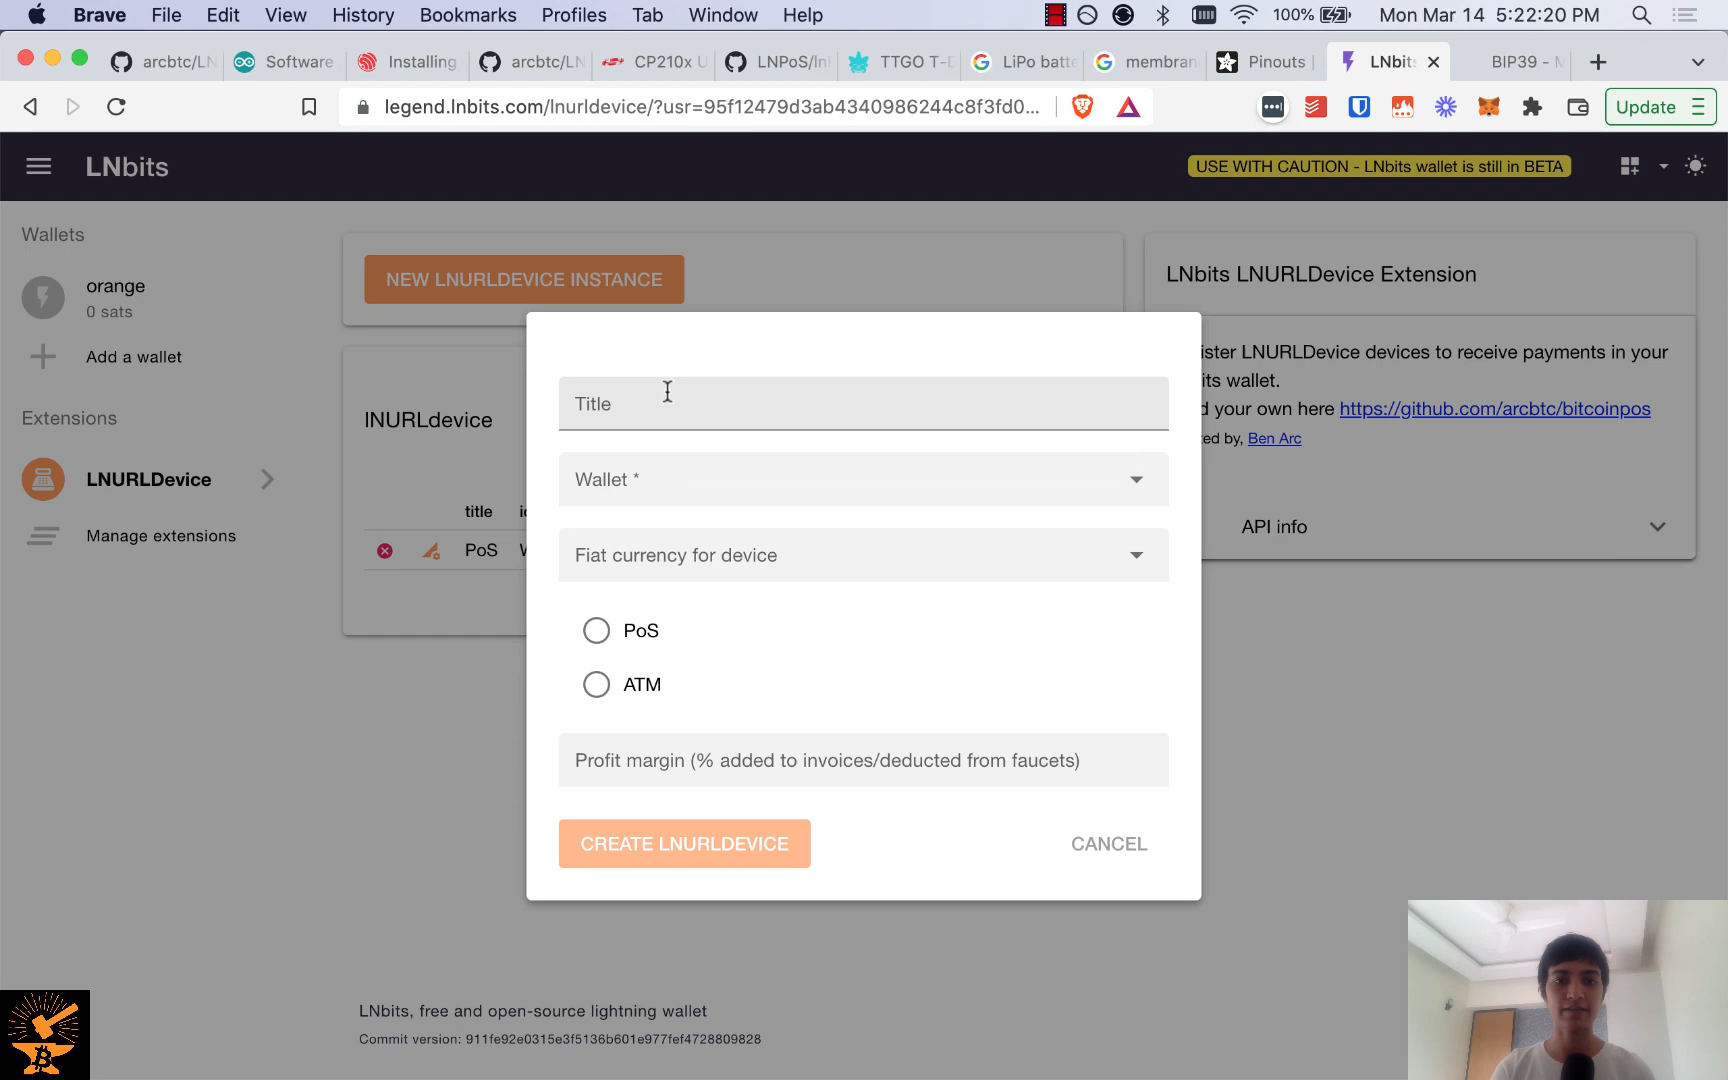 Brave File Edit View History Bookmarks Profiles Tab Window Help 100% Mon Mar 14 5:22:20 PM
arcbtc/LN Software Installing arcbtc/LN CP210x U LNPoS/ TTGO T-D LiPo batt membran Pinouts LNbits BIP39 - M
legend.lnbits.com/lnurldevice/?usr=95f12479d3ab4340986244c8f3fd0... Update
LNbits USE WITH CAUTION - LNbits wallet is still in BETA
Wallets
orange
0 sats
Add a wallet
Extensions
LNURLDevice
Manage extensions
NEW LNURLDEVICE INSTANCE
lNURLdevice
title
PoS
Title
Wallet *
Fiat currency for device
PoS
ATM
Profit margin (% added to invoices/deducted from faucets)
CREATE LNURLDEVICE CANCEL
LNbits LNURLDevice Extension
ister LNURLDevice devices to receive payments in your
its wallet.
d your own here https://github.com/arcbtc/bitcoinpos
ted by, Ben Arc
API info
LNbits, free and open-source lightning wallet
Commit version: 911fe92e0315e3f5136b601e977fef4728809828